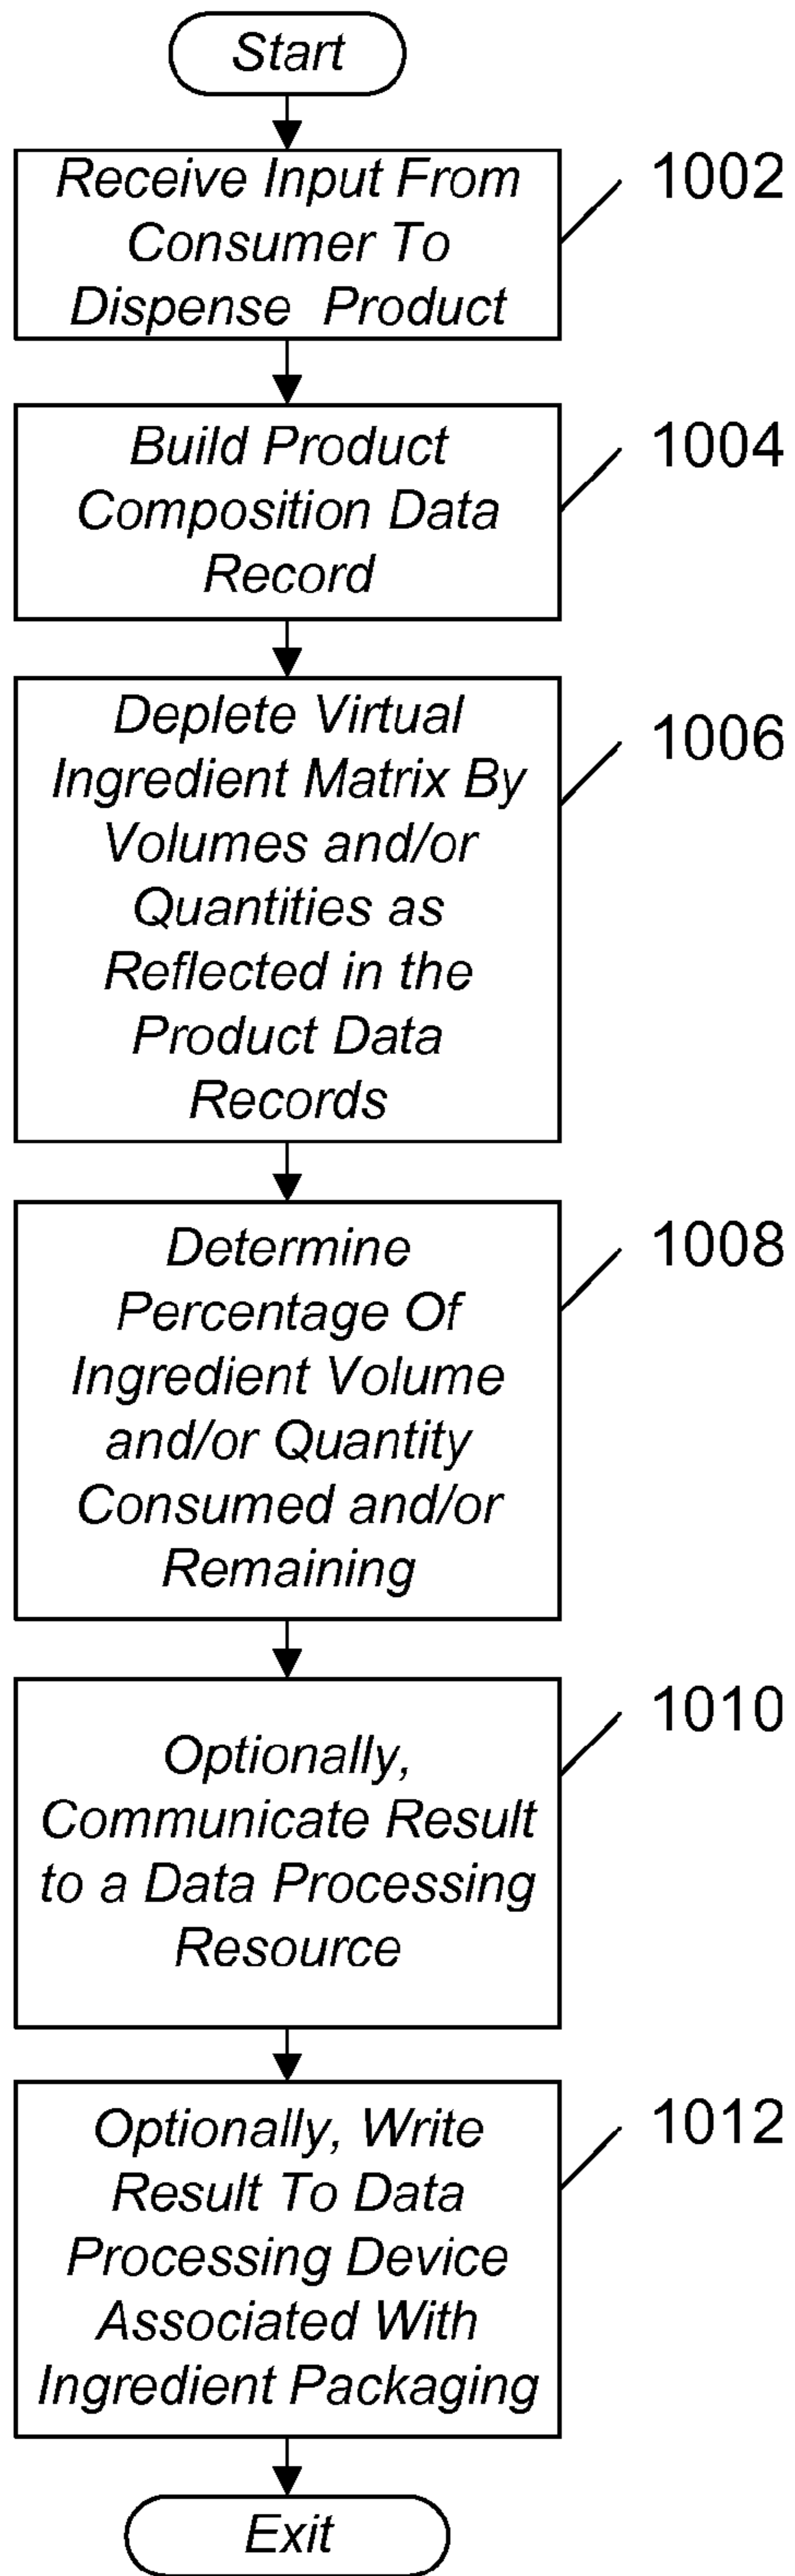 Start
Receive Input From
Consumer To
Dispense Product
1002
Build Product
Composition Data
Record
1004
Deplete Virtual
Ingredient Matrix By
Volumes and/or
Quantities as
Reflected in the
Product Data
Records
1006
Determine
Percentage Of
Ingredient Volume
and/or Quantity
Consumed and/or
Remaining
1008
Optionally,
Communicate Result
to a Data Processing
Resource
1010
Optionally, Write
Result To Data
Processing Device
Associated With
Ingredient Packaging
1012
Exit